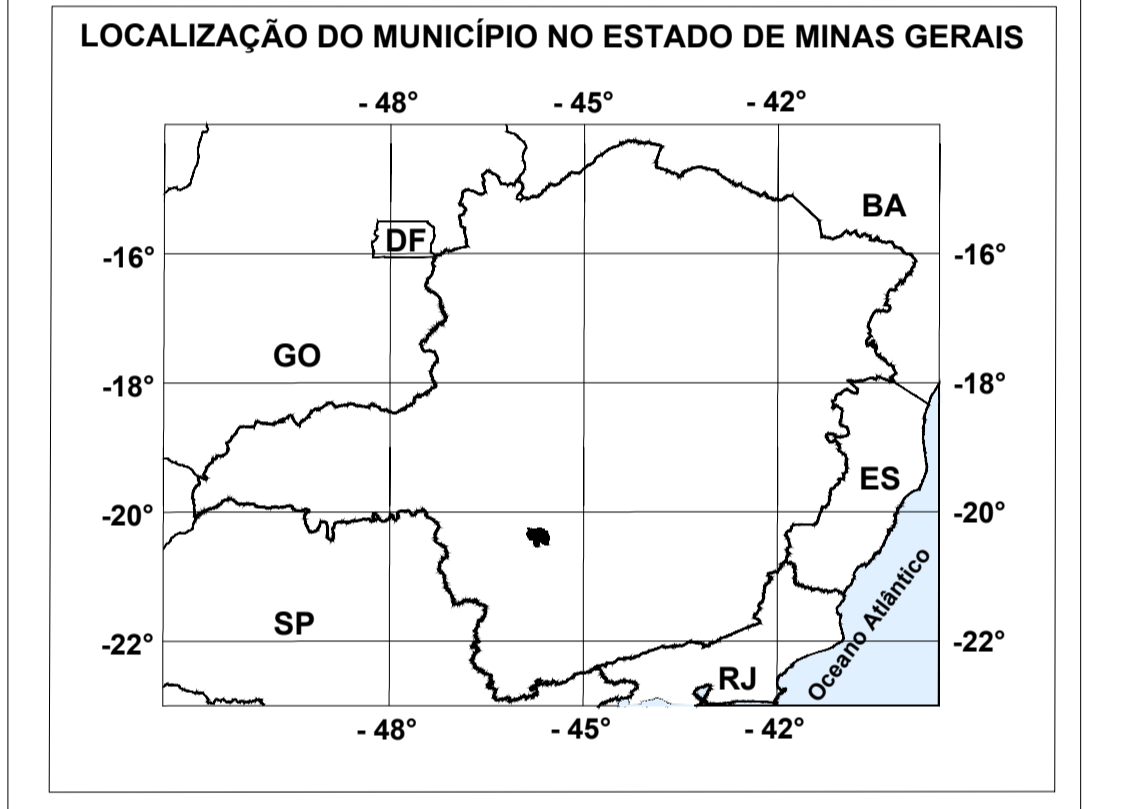 LOCALIZAÇÃO DO MUNICÍPIO NO ESTADO DE MINAS GERAIS
- 48° - 45° - 42°
BA
DF
-16° -16°
GO
-18° -18°
ES
-20° -20°
Oceano Atlântico
SP
-22° -22°
RJ
- 48° - 45° - 42°